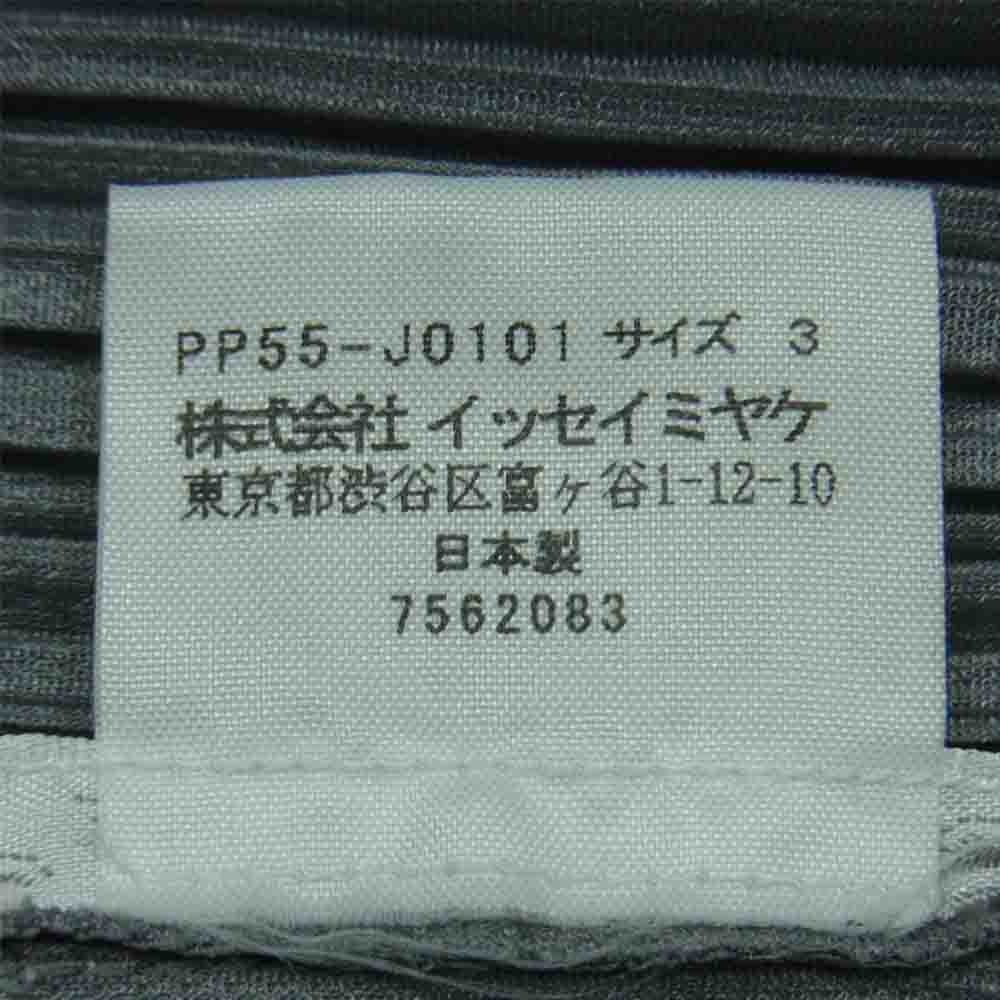 PP55-J0101 サイズ 3
株式会社 イッセイミヤケ
東京都渋谷区富ヶ谷1-12-10
日本製
7562083